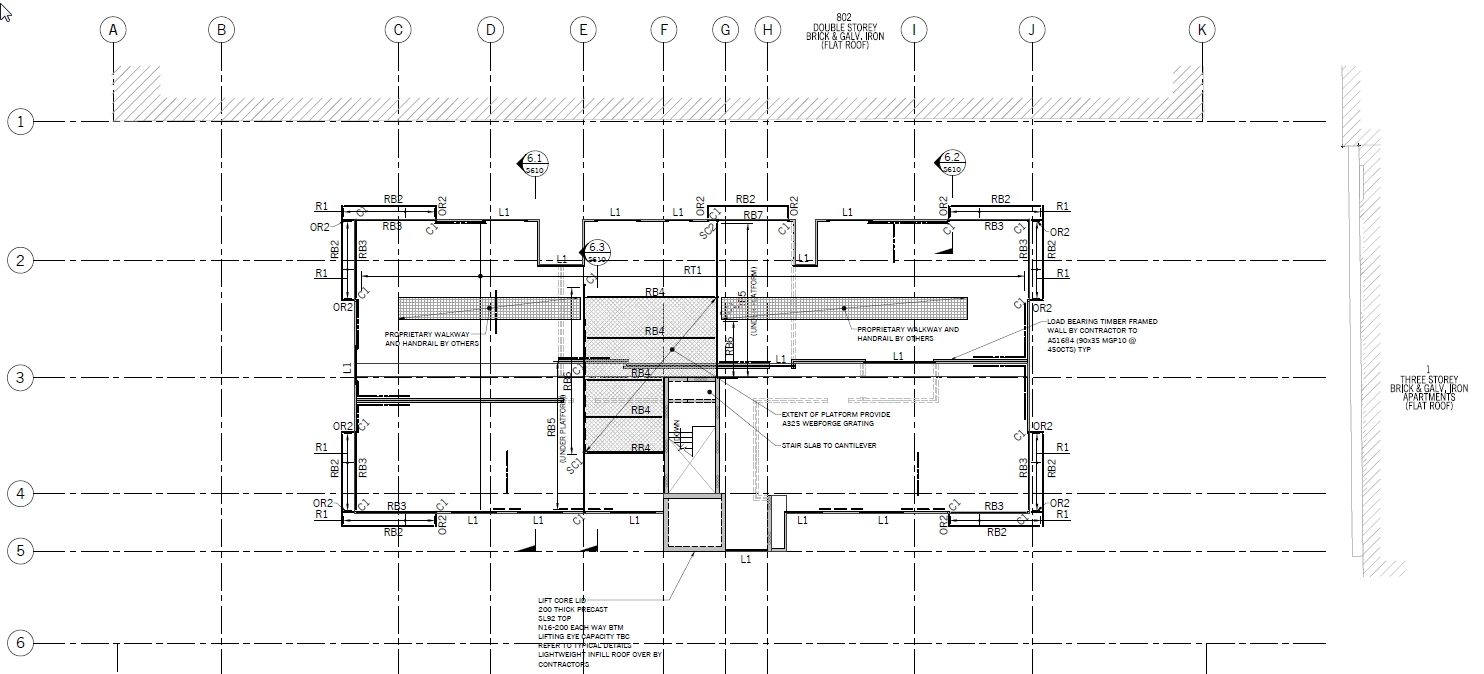 802
DOUBLE STOREY
BRICK & GALV. IRON
(FLAT ROOF)
A B C D E F G H I J K
1
6.1
S610
6.2
S610
R1 RB2 OR2 OR2 RB2 OR2 OR2 RB2 R1
C1 L1 L1 L1 C1 L1
OR2 RB3 C1 SC2 RB7 C1 C1 RB3 C1 OR2
RB2 RB3 6.3 RB3 RB2
S610
2
L1 L1
R1 RT1 R1
C1 C1 RB4 C1
OR2 OR2
(UNDER PLATFORM)
PROPRIETARY WALKWAY
AND HANDRAIL BY OTHERS
RB4
PROPRIETARY WALKWAY AND
HANDRAIL BY OTHERS
LOAD BEARING TIMBER FRAMED
WALL BY CONTRACTOR TO
AS1684 (90x35 MGP10 @
450CTS) TYP
RB6
L1 L1 L1
3
C1 RB4
RB6
1
THREE STOREY
BRICK & GALV. IRON
APARTMENTS
(FLAT ROOF)
RB4
EXTENT OF PLATFORM PROVIDE
A325 WEBFORGE GRATING
OR2 C1 RB5 (UNDER PLATFORM) DOWN C1 OR2
R1 RB4 STAIR SLAB TO CANTILEVER R1
RB2 RB3 SC1 RB3 RB2
4
OR2 C1 RB3 C1 RB3 OR2
R1 OR2 L1 L1 C1 L1 L1 L1 OR2 C1 R1
RB2 RB2
5
L1
LIFT CORE LID
200 THICK PRECAST
SL92 TOP
N16-200 EACH WAY BTM
LIFTING EYE CAPACITY TBC
REFER TO TYPICAL DETAILS
LIGHTWEIGHT INFILL ROOF OVER BY
CONTRACTORS
6